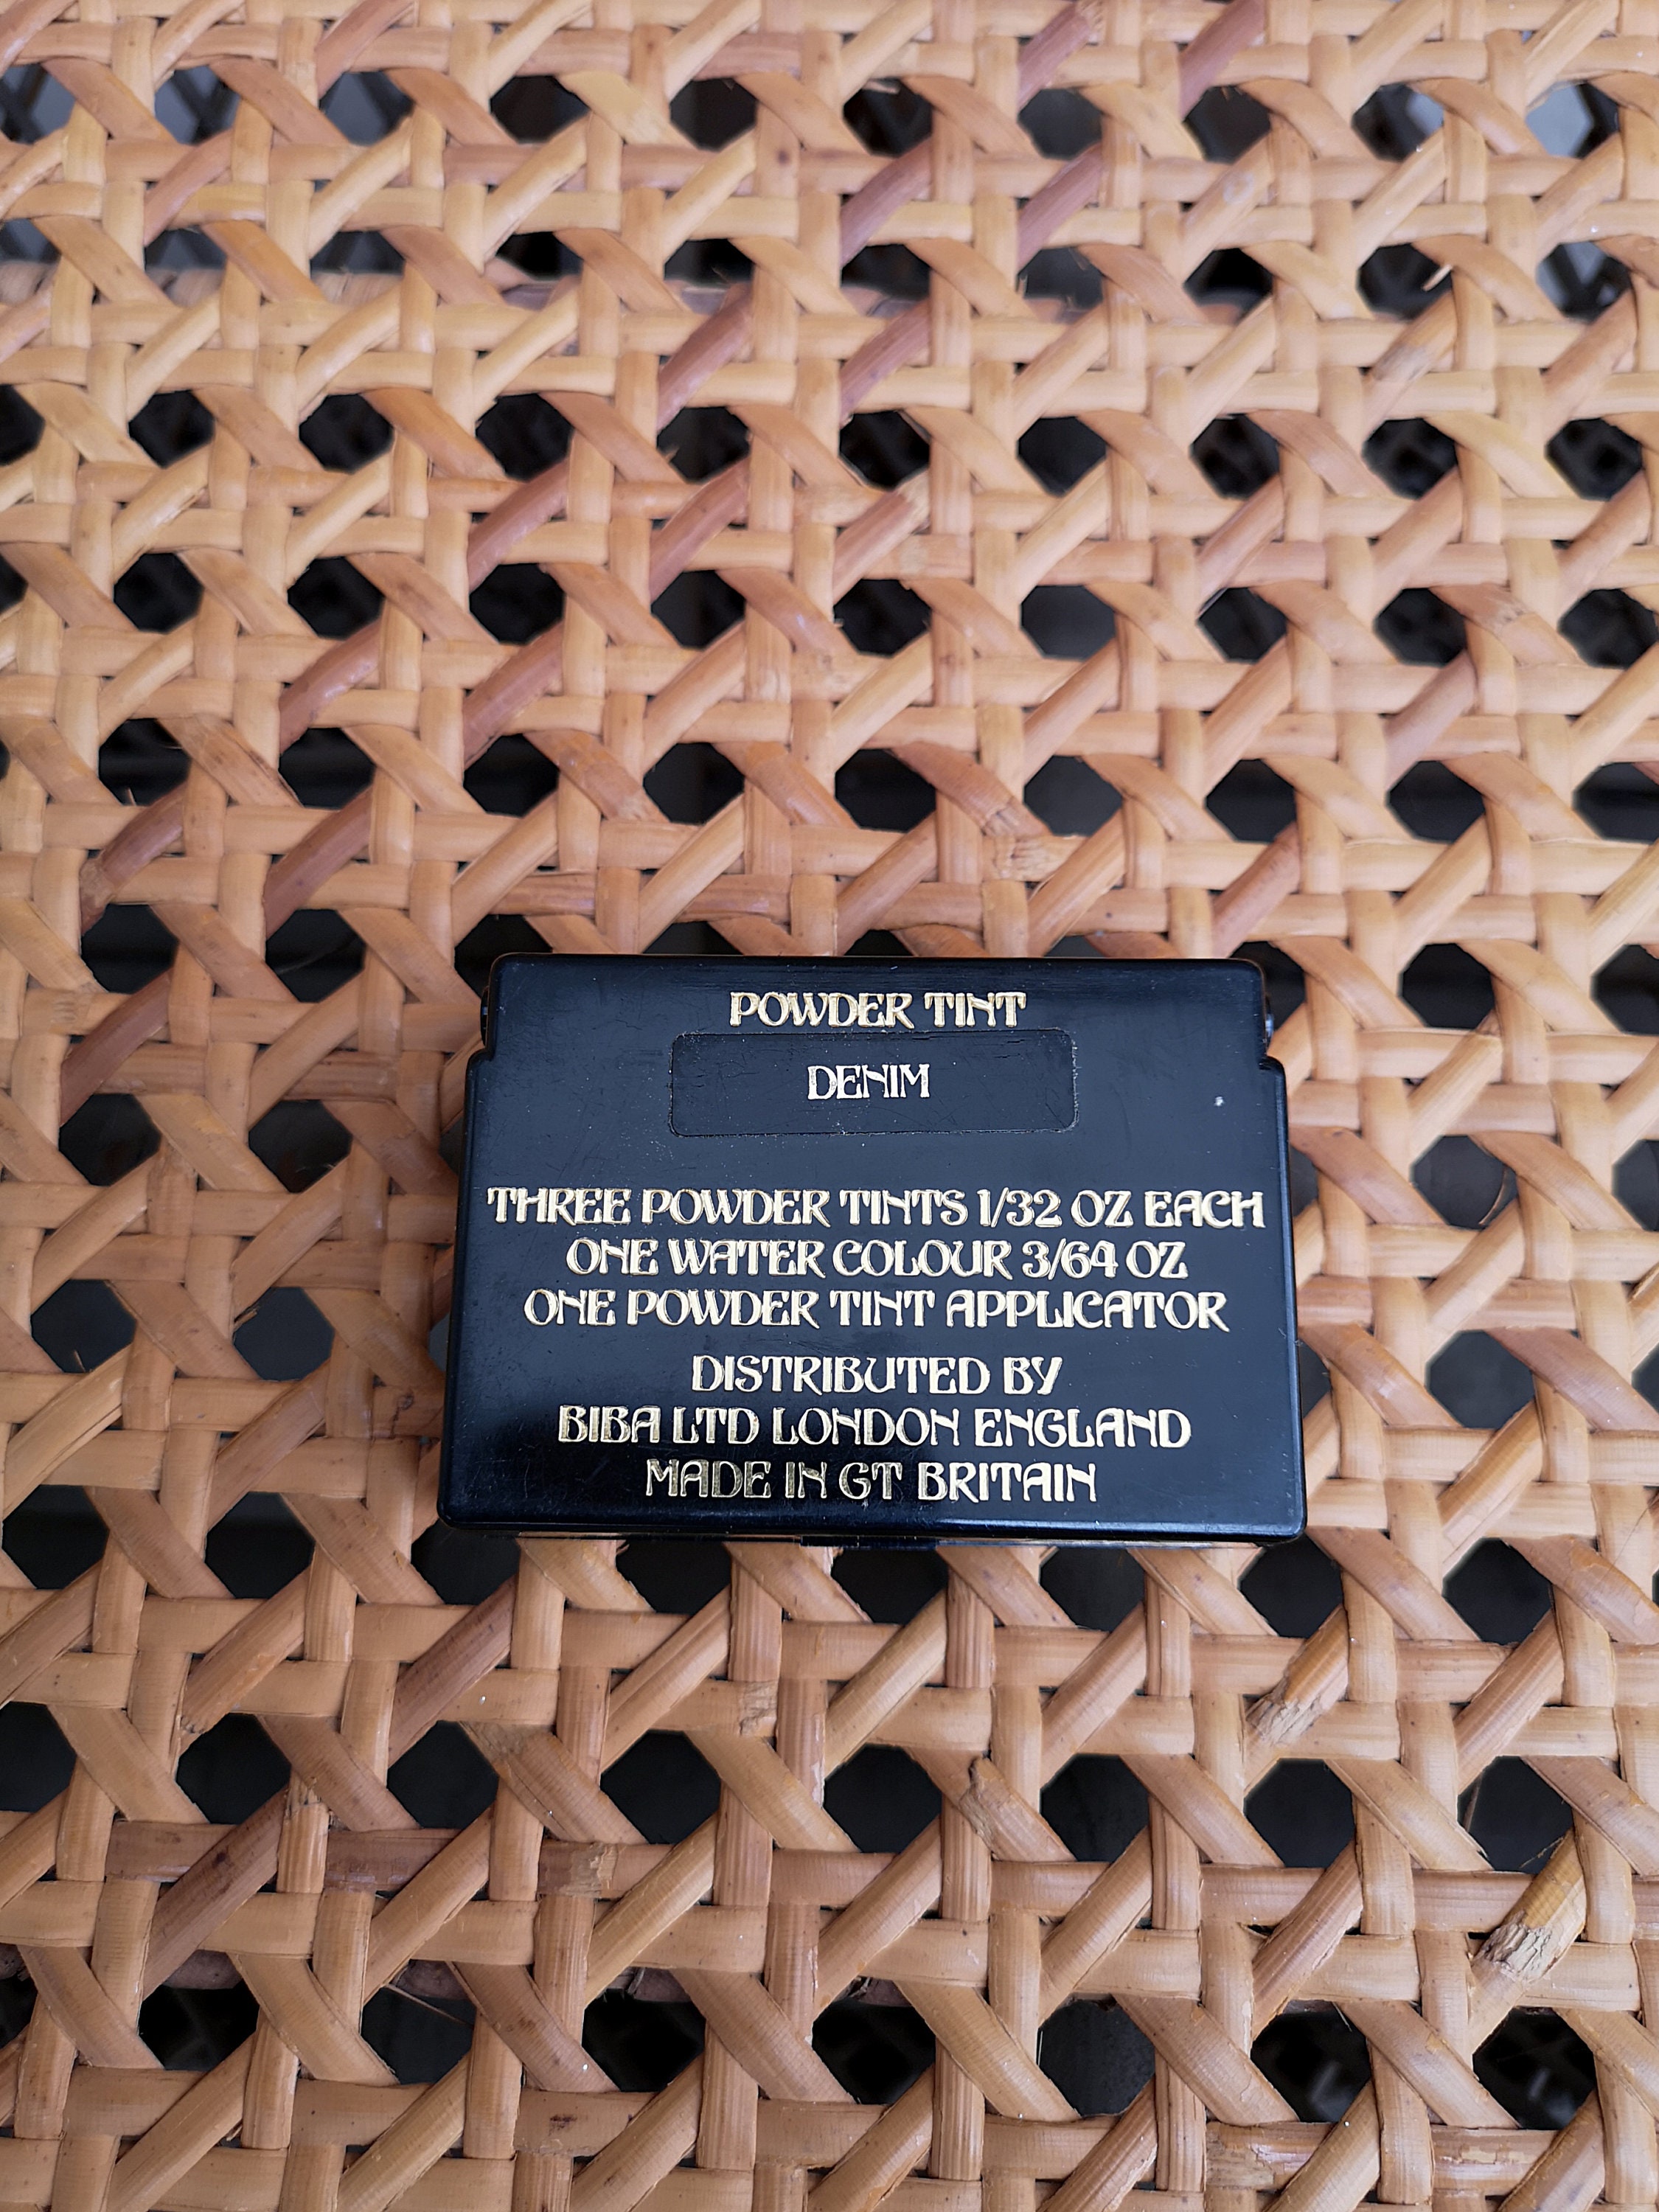 POWDER TINT
DENIM
THREE POWDER TINTS 1/32 OZ EACH
ONE WATER COLOUR 3/64 OZ
ONE POWDER TINT APPLICATOR
DISTRIBUTED BY
BIBA LTD LONDON ENGLAND
MADE IN GT BRITAIN